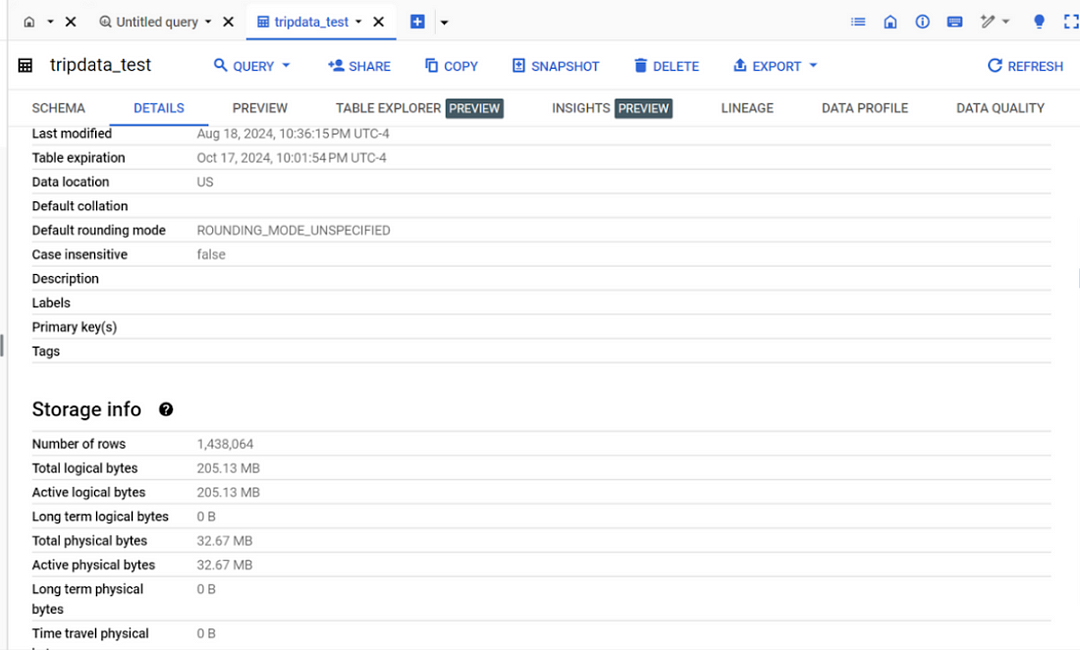 Untitled query tripdata_test
tripdata_test QUERY SHARE COPY SNAPSHOT DELETE EXPORT REFRESH
SCHEMA DETAILS PREVIEW TABLE EXPLORER PREVIEW INSIGHTS PREVIEW LINEAGE DATA PROFILE DATA QUALITY
Last modified Aug 18, 2024, 10:36:15 PM UTC-4
Table expiration Oct 17, 2024, 10:01:54 PM UTC-4
Data location US
Default collation
Default rounding mode ROUNDING_MODE_UNSPECIFIED
Case insensitive false
Description
Labels
Primary key(s)
Tags
Storage info
Number of rows 1,438,064
Total logical bytes 205.13 MB
Active logical bytes 205.13 MB
Long term logical bytes 0 B
Total physical bytes 32.67 MB
Active physical bytes 32.67 MB
Long term physical 0 B
bytes
Time travel physical 0 B